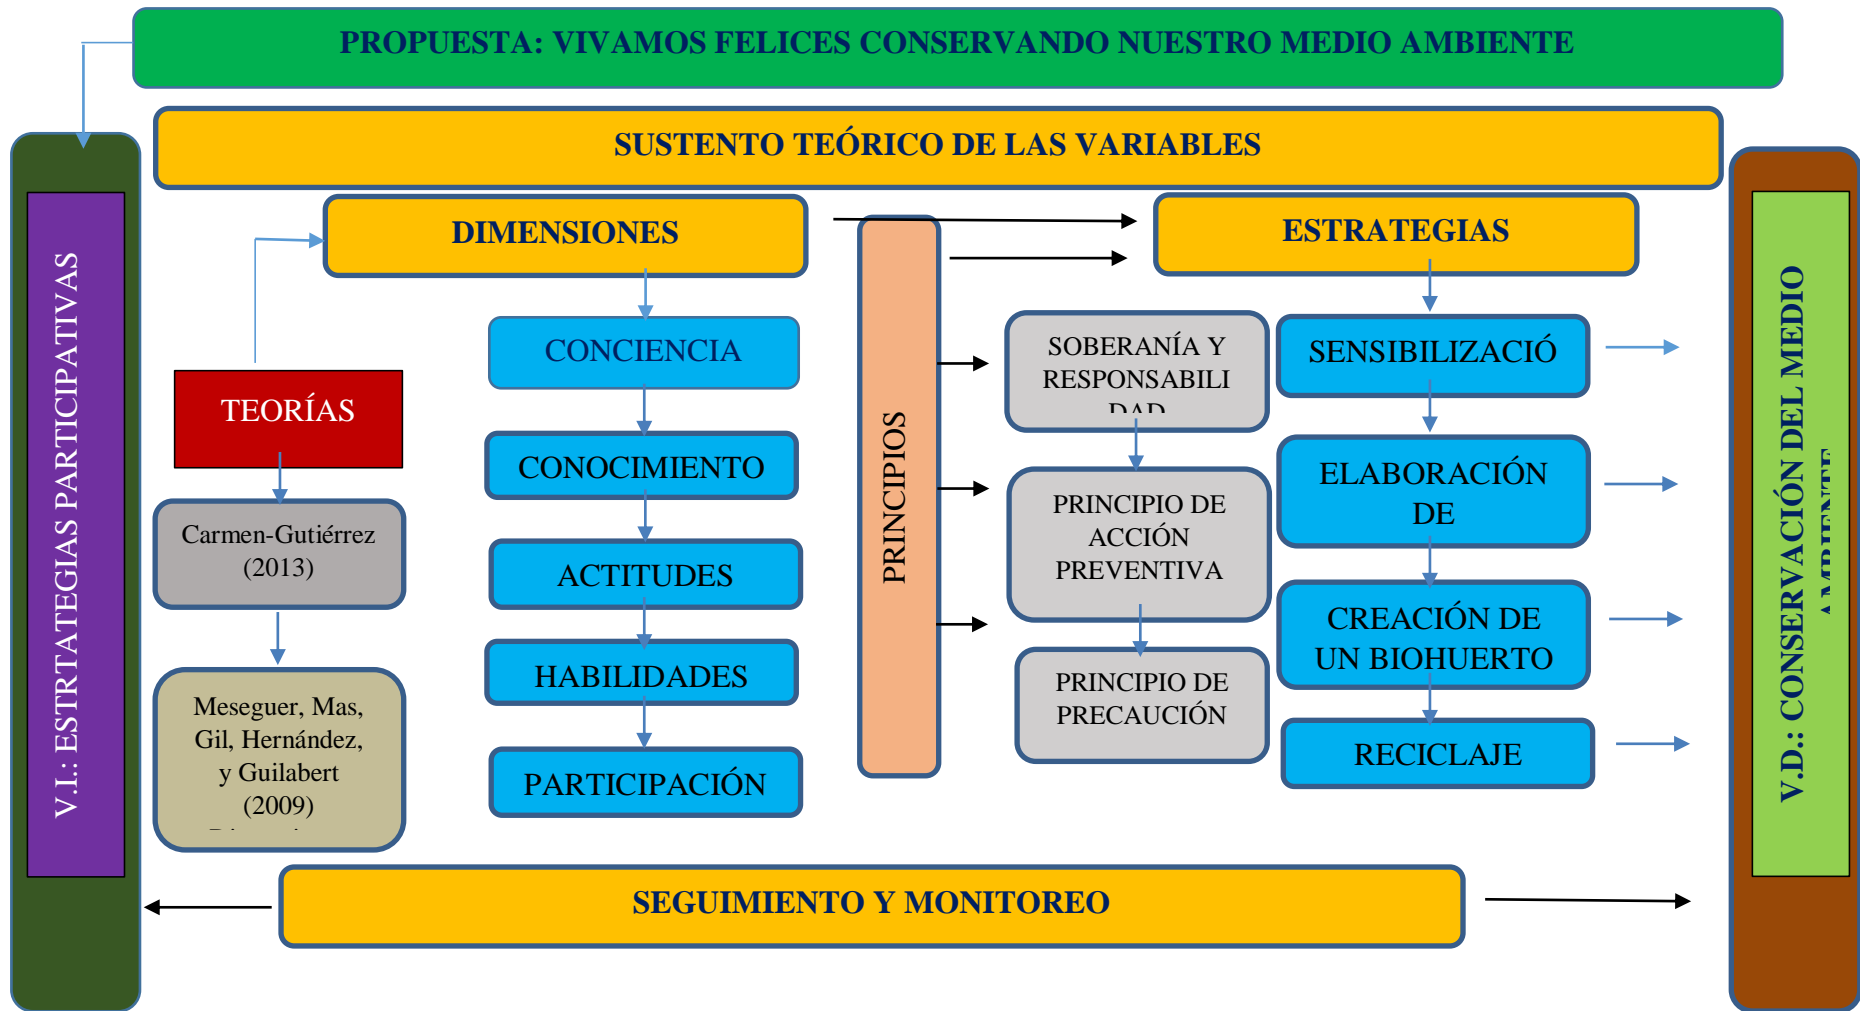 PROPUESTA: VIVAMOS FELICES CONSERVANDO NUESTRO MEDIO AMBIENTE
SUSTENTO TEÓRICO DE LAS VARIABLES
V.I.: ESTRTATEGIAS PARTICIPATIVAS
DIMENSIONES
ESTRATEGIAS
TEORÍAS
Carmen-Gutiérrez
(2013)
Meseguer, Mas,
Gil, Hernández,
y Guilabert
(2009)
CONCIENCIA
CONOCIMIENTO
ACTITUDES
HABILIDADES
PARTICIPACIÓN
PRINCIPIOS
SOBERANÍA Y
RESPONSABILI
DAD
PRINCIPIO DE
ACCIÓN
PREVENTIVA
PRINCIPIO DE
PRECAUCIÓN
SENSIBILIZACIÓ
ELABORACIÓN
DE
CREACIÓN DE
UN BIOHUERTO
RECICLAJE
V.D.: CONSERVACIÓN DEL MEDIO
AMBIENTE
SEGUIMIENTO Y MONITOREO